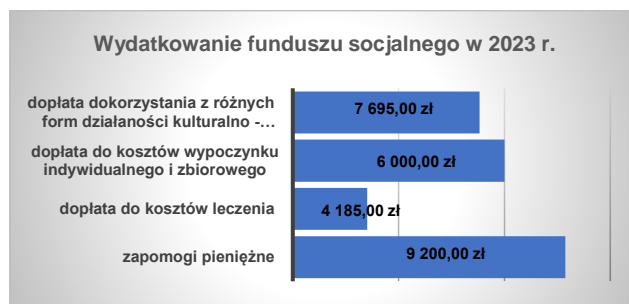 Wydatkowanie funduszu socjalnego w 2023 r.
dopłata dokorzystania z różnych
form działaności kulturalno -…
7 695,00 zł
dopłata do kosztów wypoczynku
indywidualnego i zbiorowego
6 000,00 zł
dopłata do kosztów leczenia
4 185,00 zł
zapomogi pieniężne
9 200,00 zł